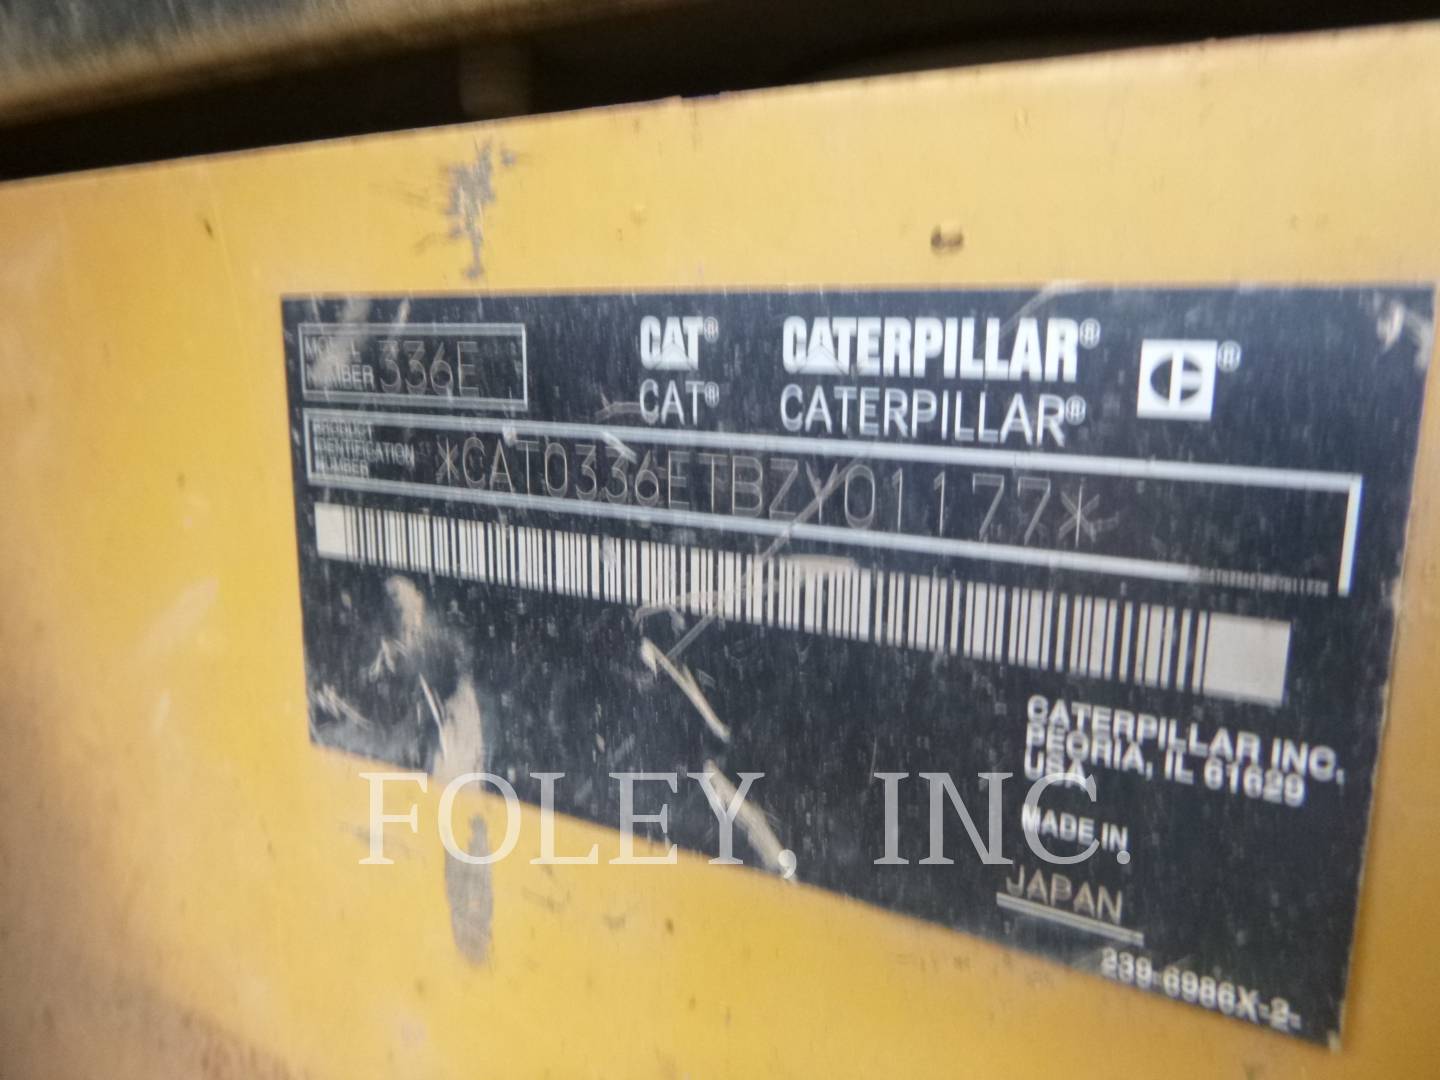 MODEL
NUMBER 336E
CAT® CATERPILLAR®
CAT® CATERPILLAR®
PRODUCT
IDENTIFICATION
NUMBER
*CAT0336ETBZY01177*
CATERPILLAR INC.
PEORIA, IL 61629
USA
MADE IN
JAPAN
239-6986X-2
FOLEY, INC.